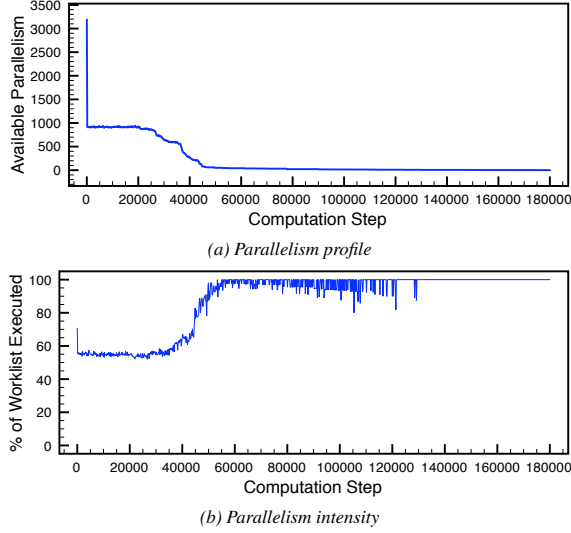 3500
3000
2500
2000
1500
1000
500
0
Available Parallelism
0 20000 40000 60000 80000 100000 120000 140000 160000 180000
Computation Step
(a) Parallelism profile
100
80
60
40
20
0
% of Worklist Executed
0 20000 40000 60000 80000 100000 120000 140000 160000 180000
Computation Step
(b) Parallelism intensity